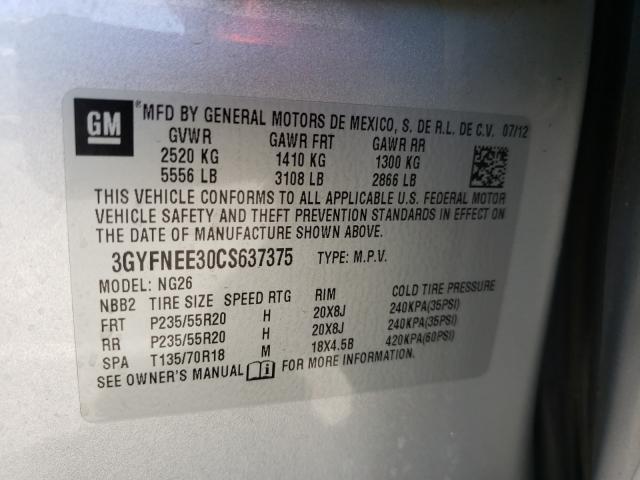 GM ® MFD BY GENERAL MOTORS DE MEXICO, S. DE R.L. DE C.V. 07/12
GVWR GAWR FRT GAWR RR
2520 KG 1410 KG 1300 KG
5556 LB 3108 LB 2866 LB
THIS VEHICLE CONFORMS TO ALL APPLICABLE U.S. FEDERAL MOTOR
VEHICLE SAFETY AND THEFT PREVENTION STANDARDS IN EFFECT ON
THE DATE OF MANUFACTURE SHOWN ABOVE.
3GYFNEE30CS637375 TYPE: M.P.V.
MODEL: NG26
NBB2 TIRE SIZE SPEED RTG RIM COLD TIRE PRESSURE
FRT P235/55R20 H 20X8J 240KPA(35PSI)
RR P235/55R20 H 20X8J 240KPA(35PSI)
SPA T135/70R18 M 18X4.5B 420KPA(60PSI)
SEE OWNER'S MANUAL FOR MORE INFORMATION.